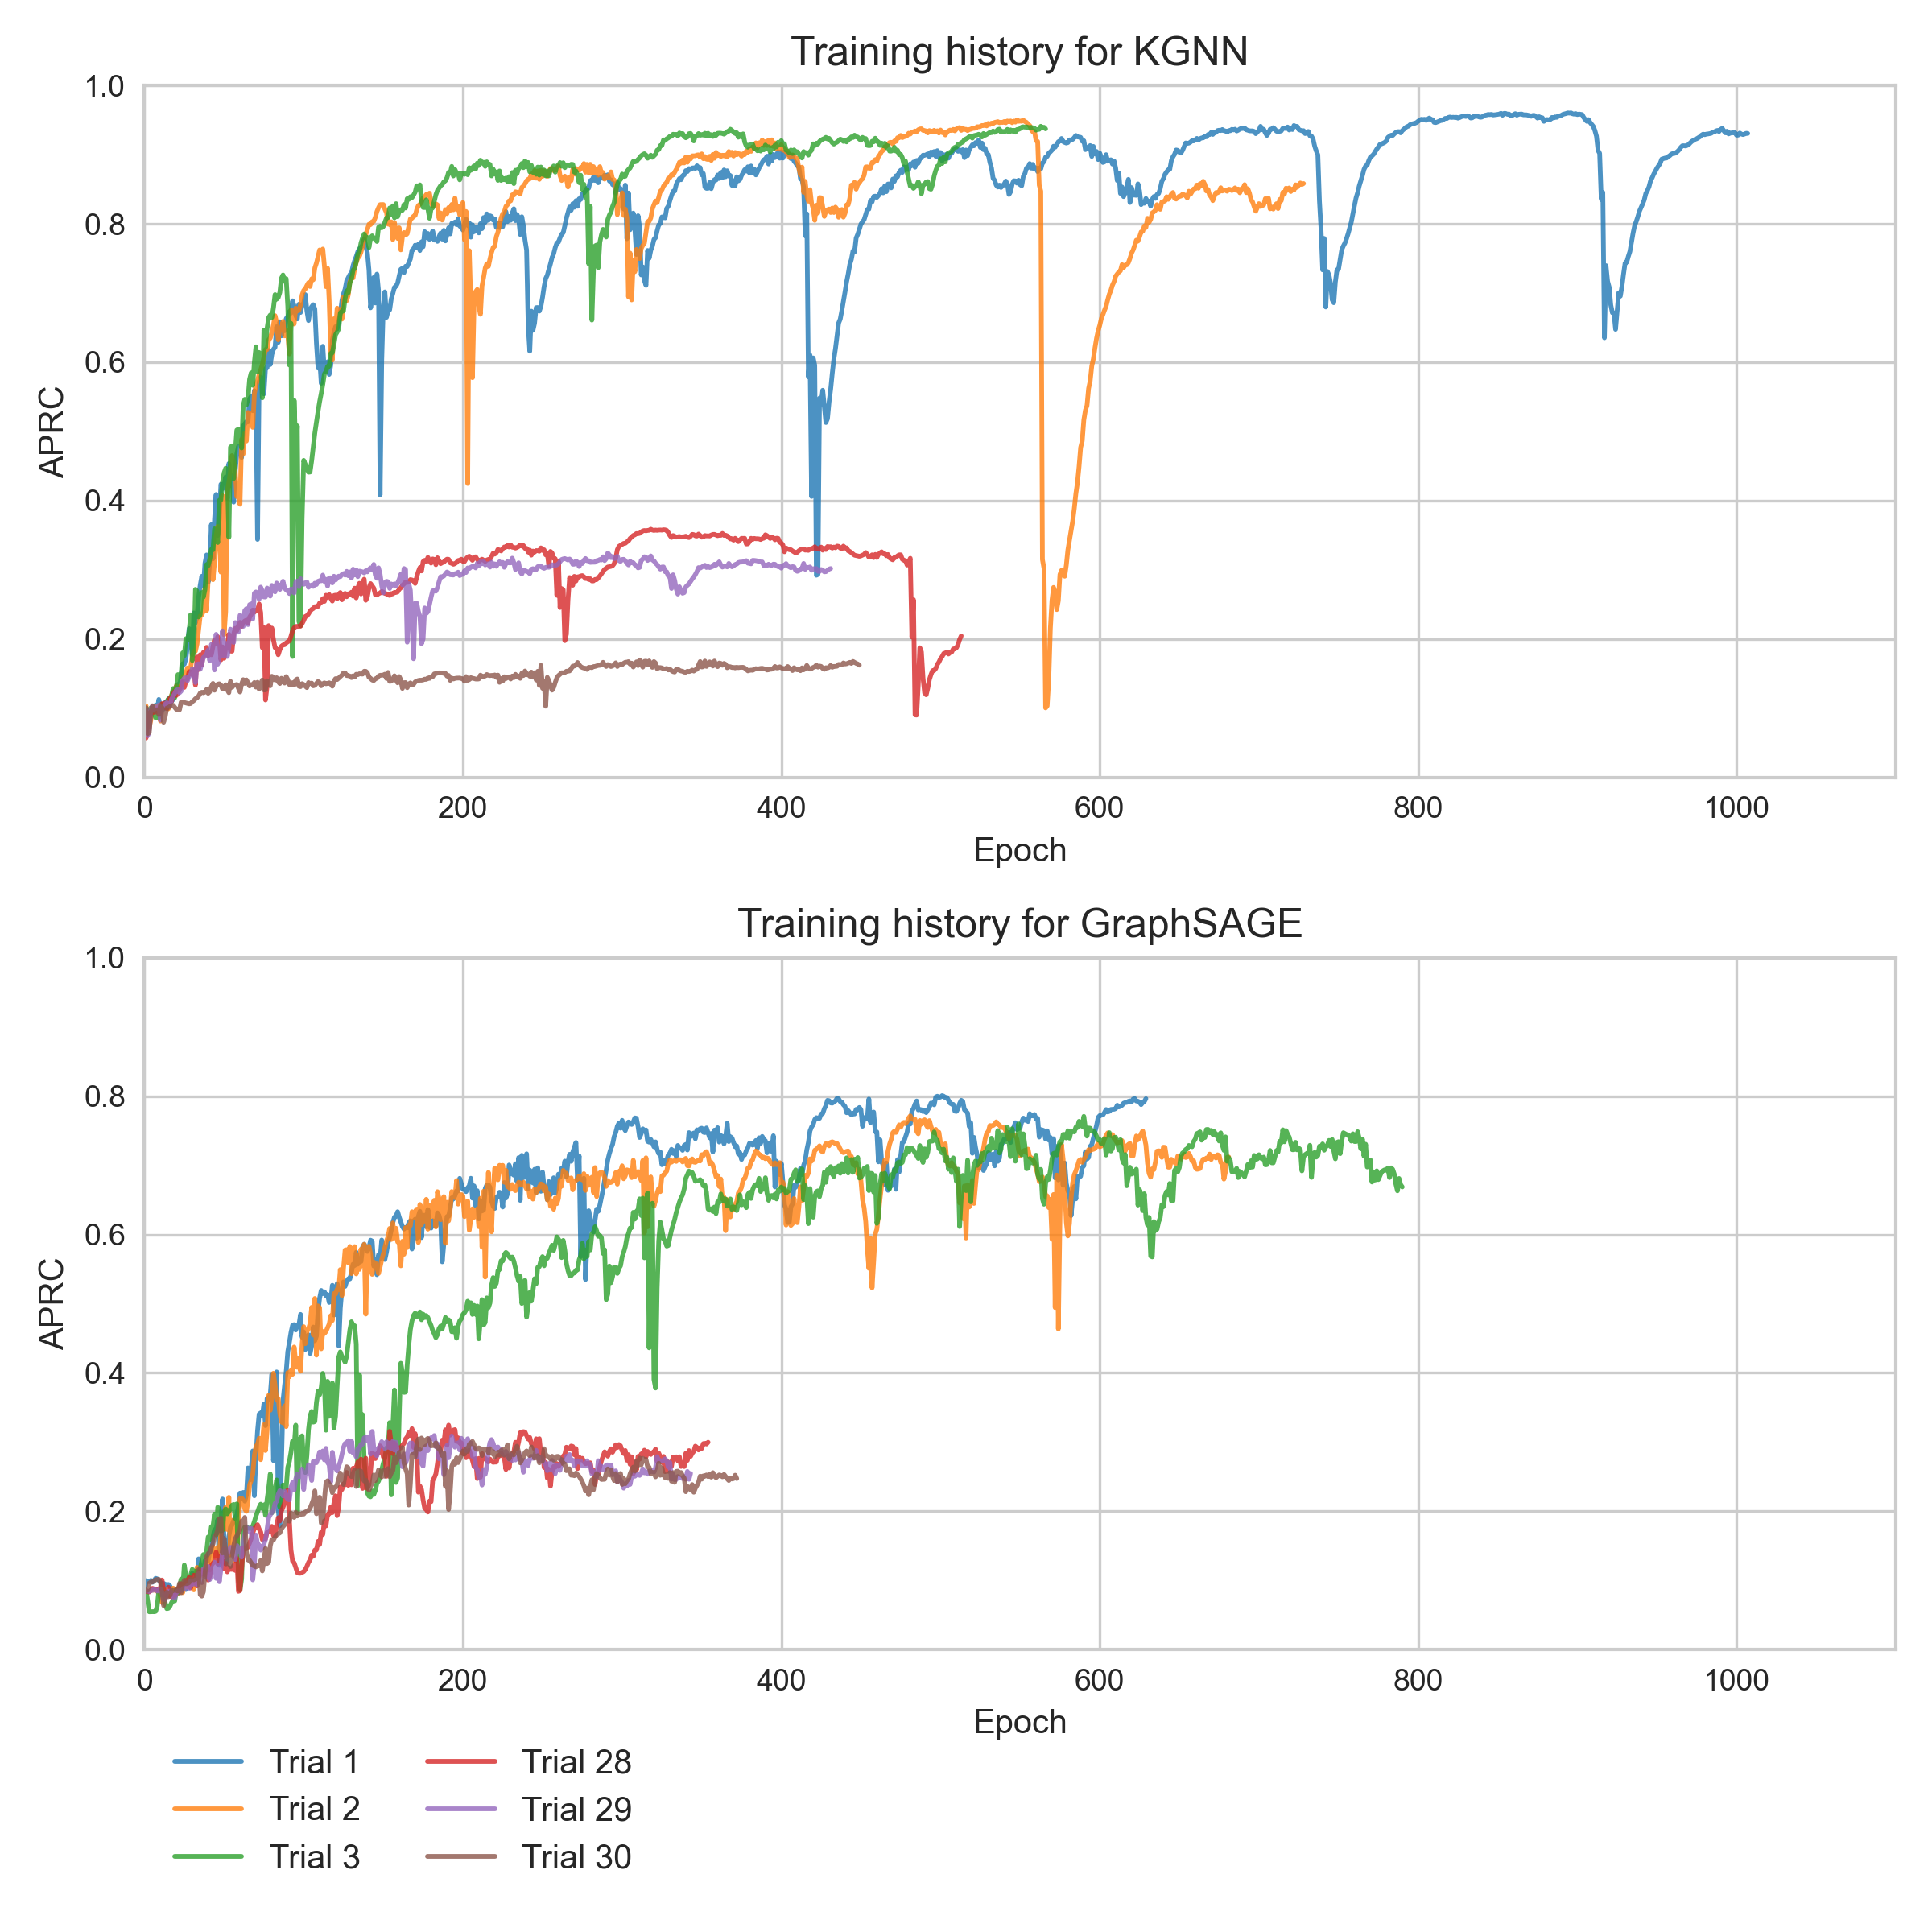 Training history for KGNN
1.0
0.8
0.6
0.4
0.2
0.0
APRC
0 200 400 600 800 1000
Epoch
Training history for GraphSAGE
1.0
0.8
0.6
0.4
0.2
0.0
APRC
0 200 400 600 800 1000
Epoch
Trial 1 Trial 28
Trial 2 Trial 29
Trial 3 Trial 30